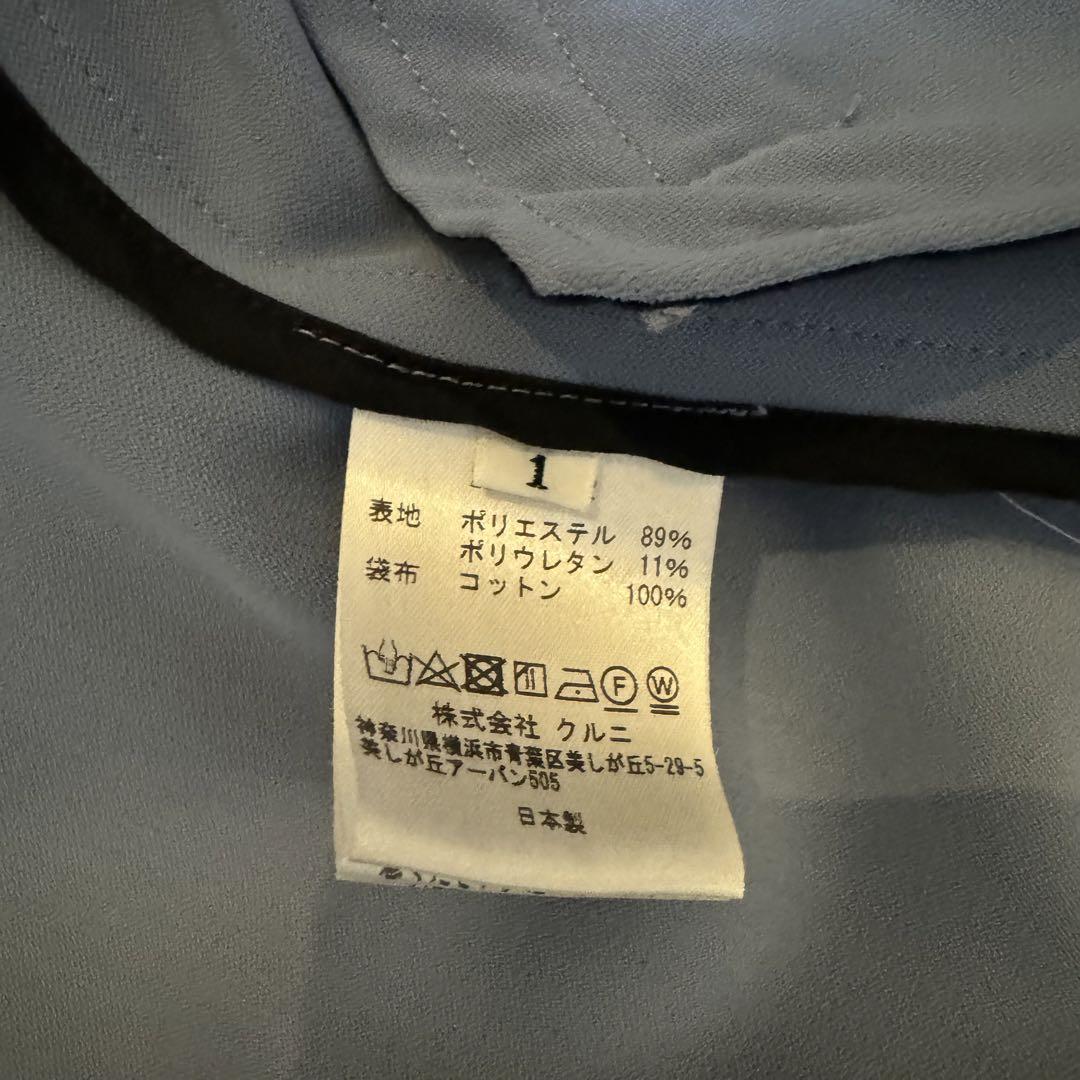 1
表地 ポリエステル 89%
ポリウレタン 11%
袋布 コットン 100%
F W
株式会社 クルニ
神奈川県横浜市青葉区美しが丘5-29-5
美しが丘アーバン505
日本製